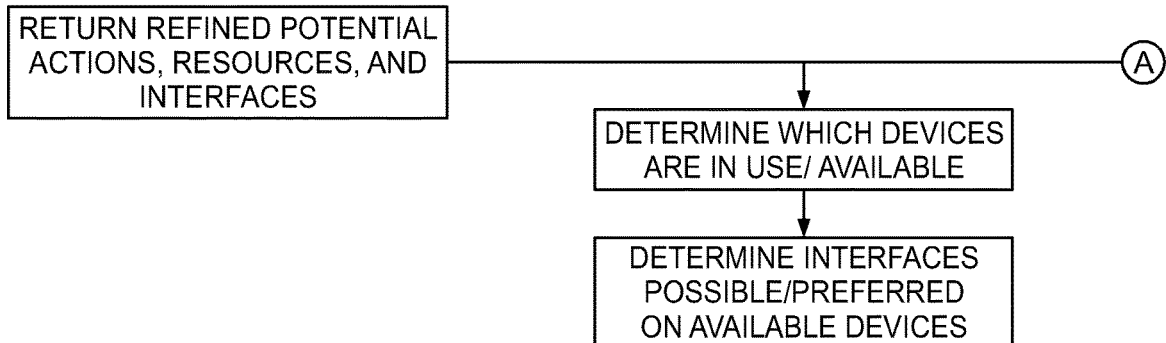 RETURN REFINED POTENTIAL
ACTIONS, RESOURCES, AND
INTERFACES
A
DETERMINE WHICH DEVICES
ARE IN USE/ AVAILABLE
DETERMINE INTERFACES
POSSIBLE/PREFERRED
ON AVAILABLE DEVICES